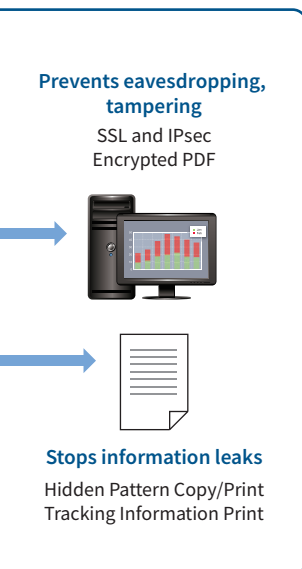 Prevents eavesdropping,
tampering
SSL and IPsec
Encrypted PDF
Stops information leaks
Hidden Pattern Copy/Print
Tracking Information Print